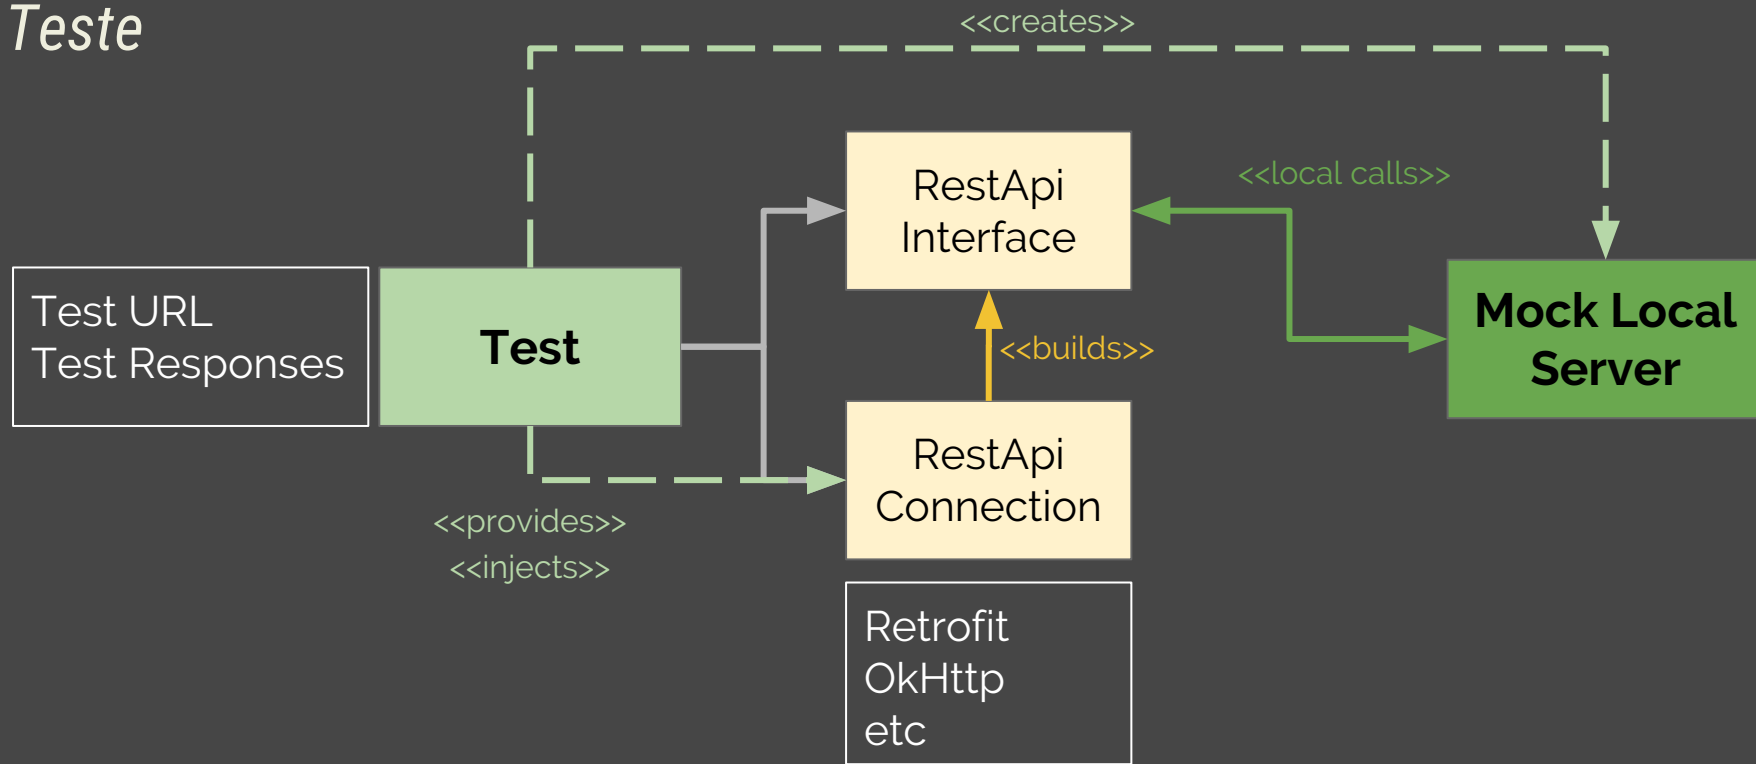 Teste
<<creates>>
RestApi
Interface
<<local calls>>
Test URL
Test Responses
Test
<<builds>>
Mock Local
Server
RestApi
Connection
<<provides>>
<<injects>>
Retrofit
OkHttp
etc